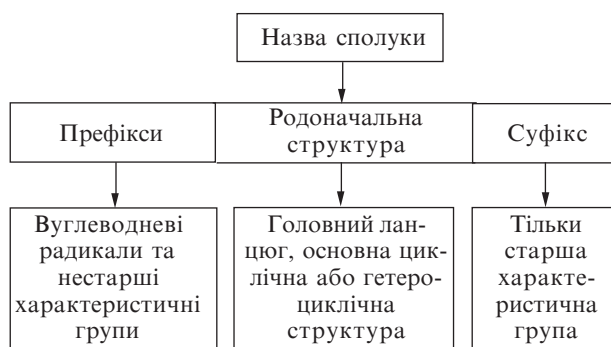 Назва сполуки
Префікси
Родоначальна
структура
Суфікс
Вуглеводневі
радикали та
нестарші
характеристичні
групи
Головний лан-
цюг, основна цик-
лічна або гетеро-
циклічна
структура
Тільки
старша
характе-
ристична
група